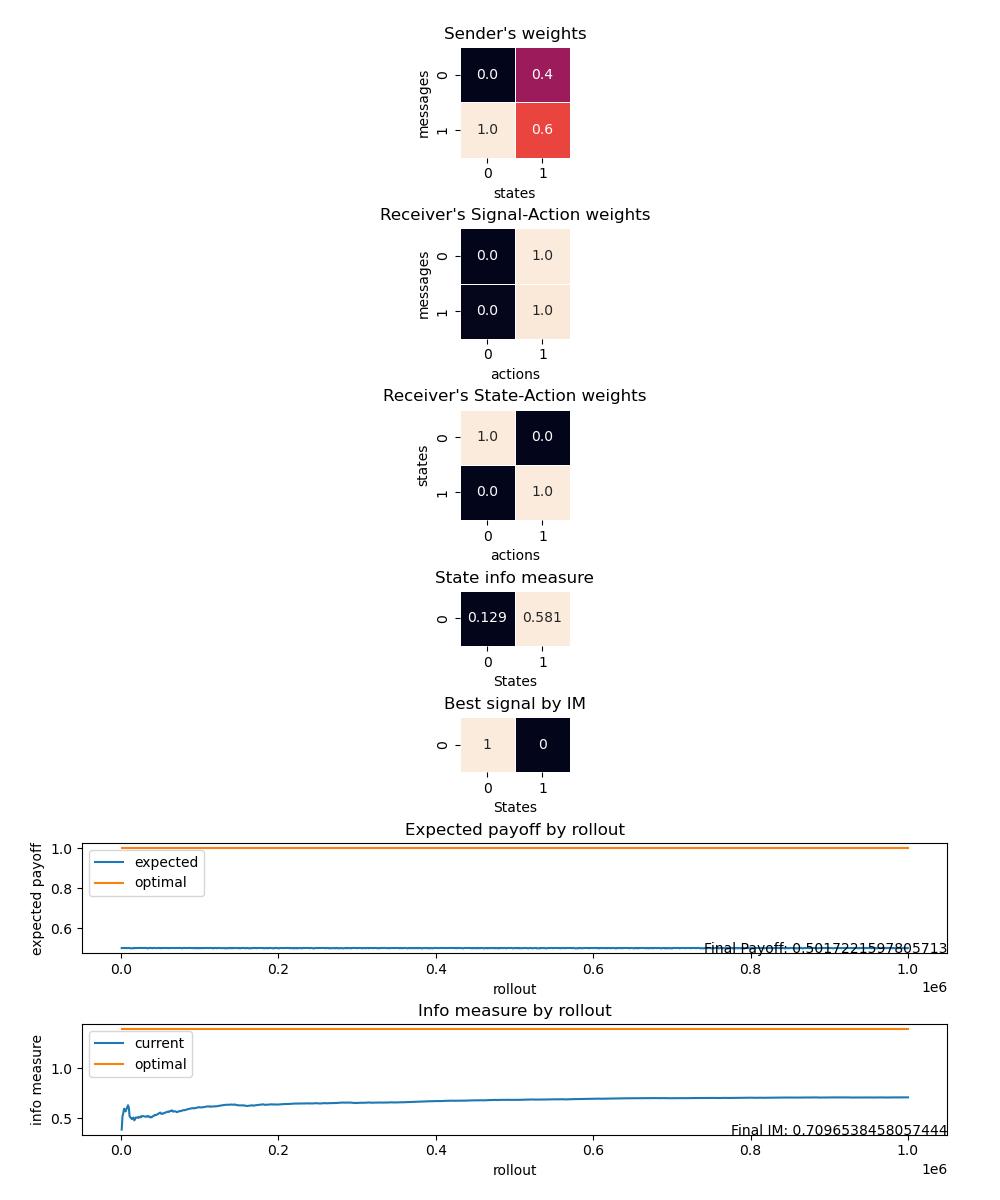 Sender's weights
messages
0
0.0 0.4
1
1.0 0.6
0 1
states
Receiver's Signal-Action weights
messages
0
0.0 1.0
1
0.0 1.0
0 1
actions
Receiver's State-Action weights
states
0
1.0 0.0
1
0.0 1.0
0 1
actions
State info measure
0
0.129 0.581
0 1
States
Best signal by IM
0
1 0
0 1
States
Expected payoff by rollout
expected payoff
1.0
0.8
0.6
expected
optimal
Final Payoff: 0.5017221597805713
0.0 0.2 0.4 0.6 0.8 1.0
1e6
rollout
Info measure by rollout
info measure
1.0
0.5
current
optimal
Final IM: 0.7096538458057444
0.0 0.2 0.4 0.6 0.8 1.0
1e6
rollout